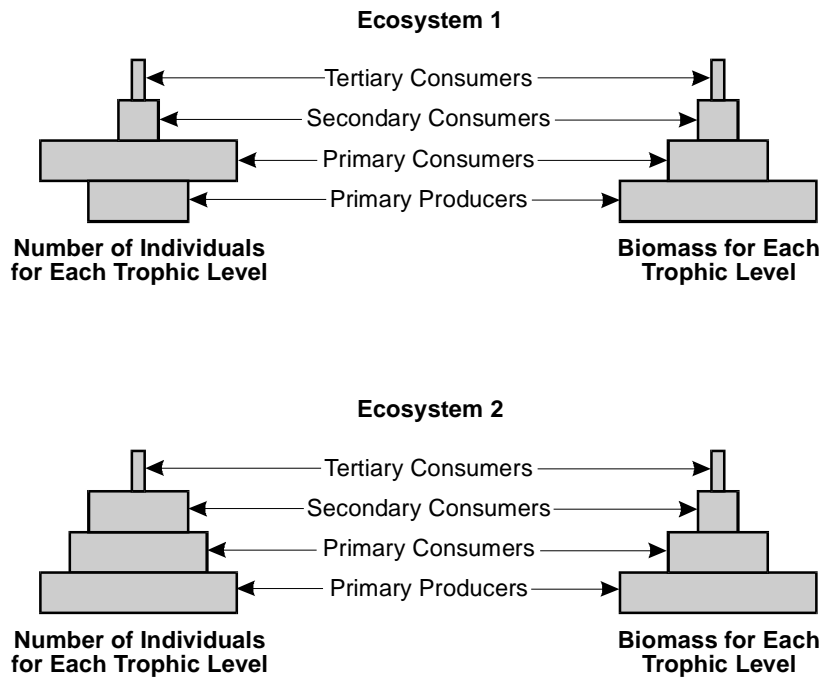 Ecosystem 1
Tertiary Consumers
Secondary Consumers
Primary Consumers
Primary Producers
Number of Individuals
for Each Trophic Level
Biomass for Each
Trophic Level
Ecosystem 2
Tertiary Consumers
Secondary Consumers
Primary Consumers
Primary Producers
Number of Individuals
for Each Trophic Level
Biomass for Each
Trophic Level